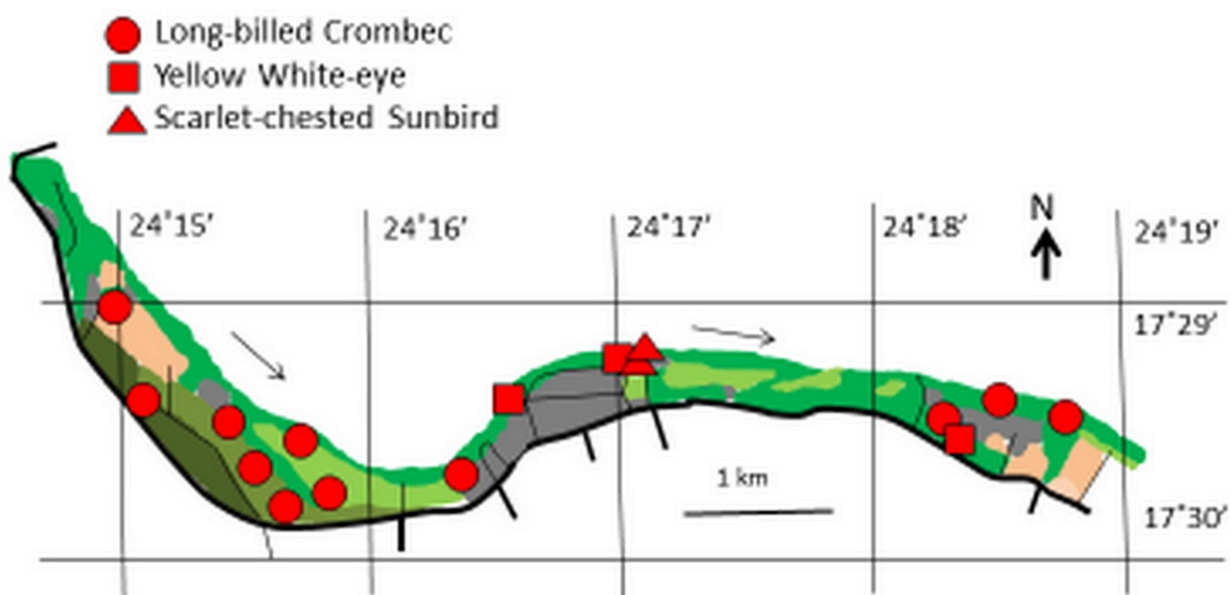 Long-billed Crombec
Yellow White-eye
Scarlet-chested Sunbird
24˚15’
24˚16’
24˚17’
24˚18’
N
24˚19’
17˚29’
1 km
17˚30’